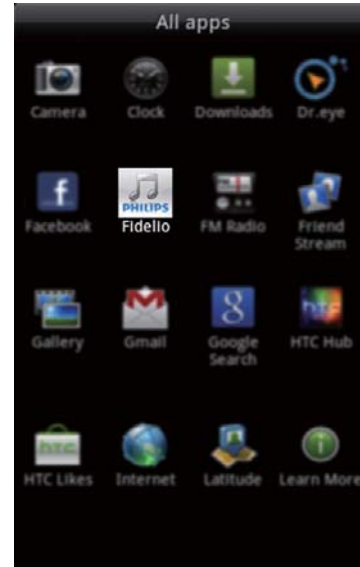 All apps
Camera Clock Downloads Dr.eye
PHILIPS
Facebook Fidelio FM Radio Friend
Stream
Gallery Gmail Google HTC Hub
Search
hTC
HTC Likes Internet Latitude Learn More